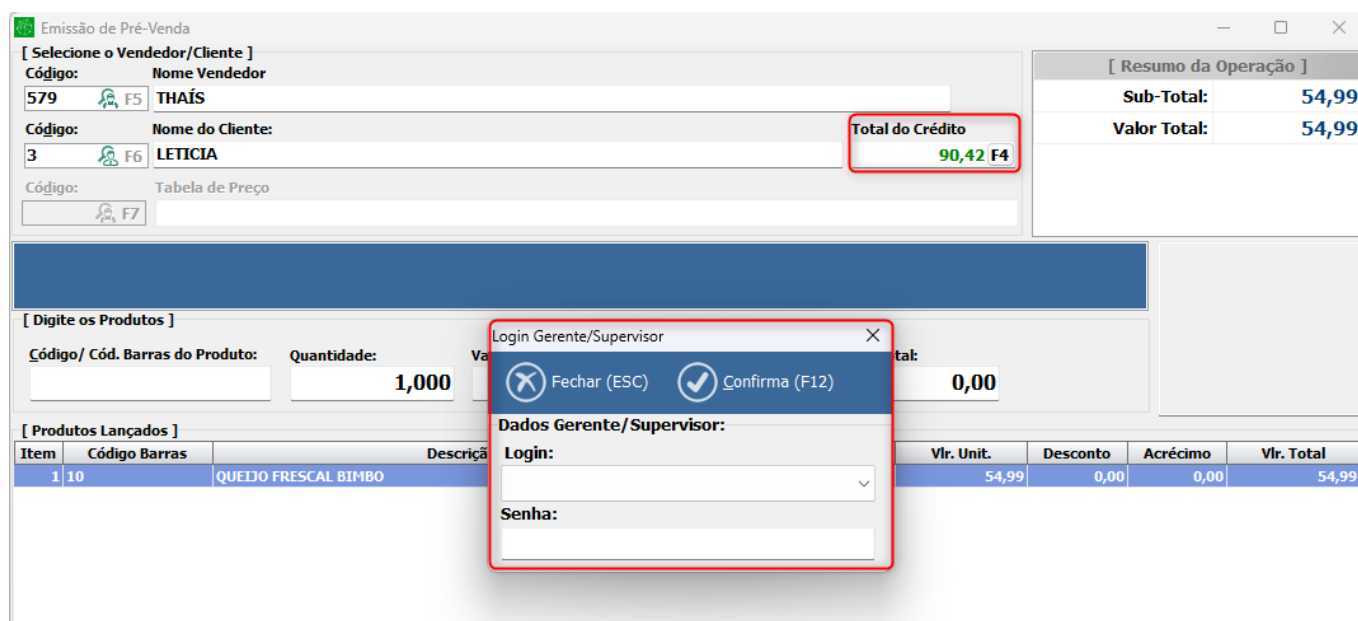 Emissão de Pré-Venda
[ Selecione o Vendedor/Cliente ]
Código: Nome Vendedor
579 F5 THAÍS
Código: Nome do Cliente: Total do Crédito
3 F6 LETICIA 90,42 F4
Código: Tabela de Preço
F7
[ Resumo da Operação ]
Sub-Total: 54,99
Valor Total: 54,99
[ Digite os Produtos ]
Código/ Cód. Barras do Produto: Quantidade: Va tal:
1,000 0,00
Login Gerente/Supervisor
Fechar (ESC) Confirma (F12)
Dados Gerente/Supervisor:
Login:
Senha:
[ Produtos Lançados ]
Item Código Barras Descriçã Vlr. Unit. Desconto Acrécimo Vlr. Total
1 10 QUEIJO FRESCAL BIMBO 54,99 0,00 0,00 54,99